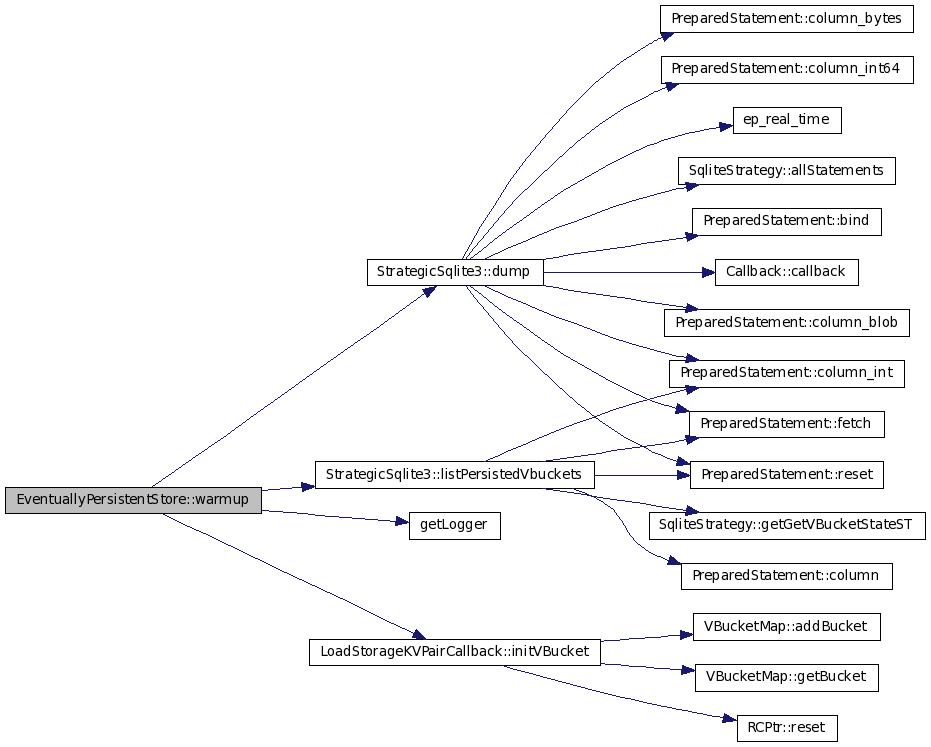 PreparedStatement::column_bytes
PreparedStatement::column_int64
ep_real_time
SqliteStrategy::allStatements
PreparedStatement::bind
StrategicSqlite3::dump
Callback::callback
PreparedStatement::column_blob
PreparedStatement::column_int
PreparedStatement::fetch
StrategicSqlite3::listPersistedVbuckets
PreparedStatement::reset
EventuallyPersistentStore::warmup
getLogger
SqliteStrategy::getGetVBucketStateST
PreparedStatement::column
VBucketMap::addBucket
LoadStorageKVPairCallback::initVBucket
VBucketMap::getBucket
RCPtr::reset